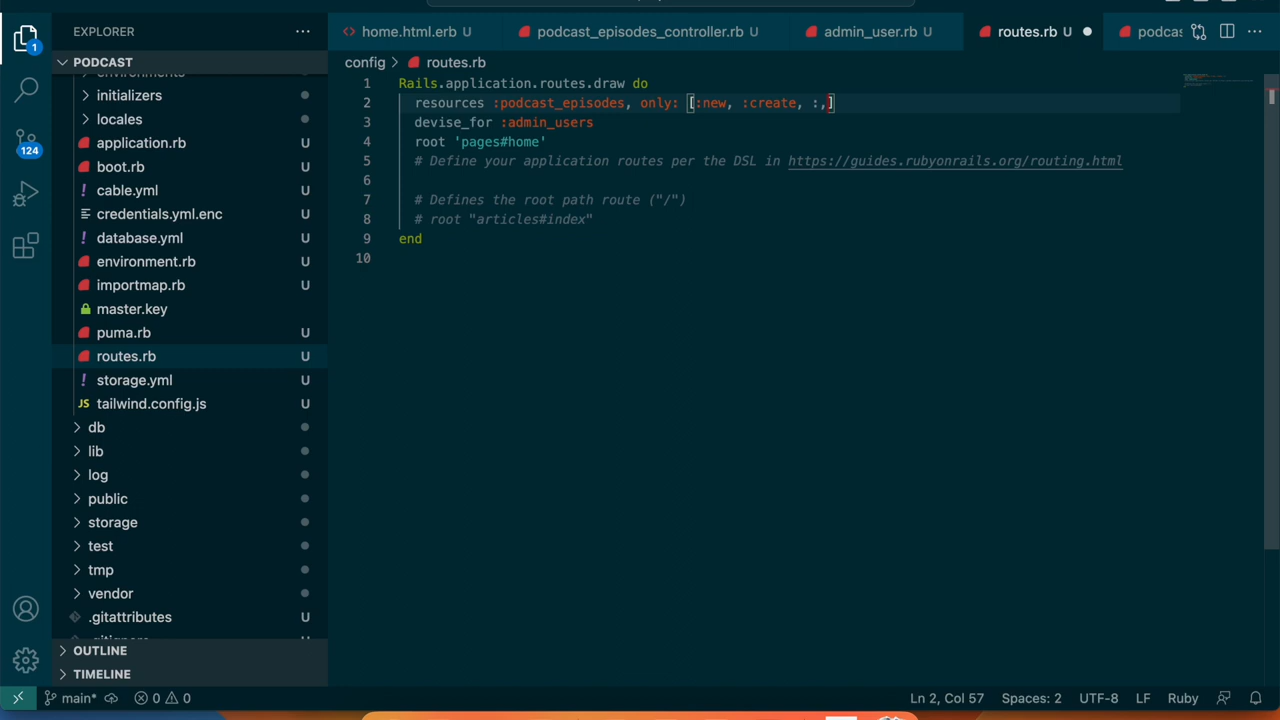 1
EXPLORER
home.html.erb U
podcast_episodes_controller.rb U
admin_user.rb U
routes.rb U
podcas
PODCAST
config > routes.rb
environments
initializers
locales
application.rb U
boot.rb U
cable.yml U
credentials.yml.enc U
database.yml U
environment.rb U
importmap.rb U
master.key
puma.rb U
routes.rb U
storage.yml U
JS tailwind.config.js U
db
lib
log
public
storage
test
tmp
vendor
.gitattributes U
OUTLINE
TIMELINE
124
1 Rails.application.routes.draw do
2 resources :podcast_episodes, only: [:new, :create, :,]
3 devise_for :admin_users
4 root 'pages#home'
5 # Define your application routes per the DSL in https://guides.rubyonrails.org/routing.html
6
7 # Defines the root path route ("/")
8 # root "articles#index"
9 end
10
main* 0 0
Ln 2, Col 57 Spaces: 2 UTF-8 LF Ruby